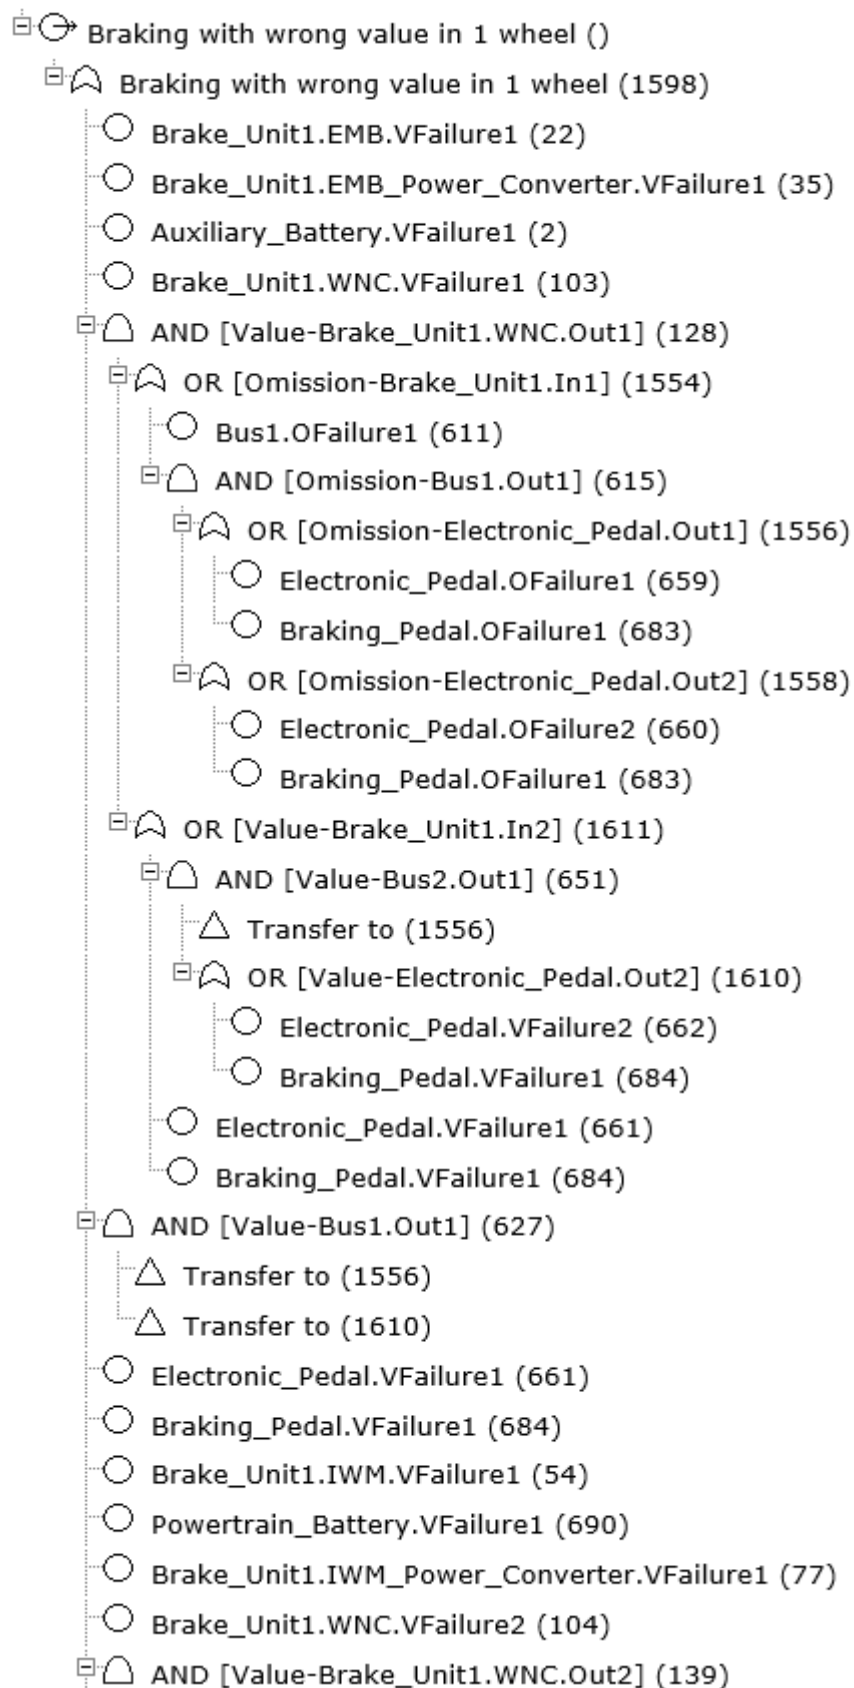 Braking with wrong value in 1 wheel ()
Braking with wrong value in 1 wheel (1598)
Brake_Unit1.EMB.VFailure1 (22)
Brake_Unit1.EMB_Power_Converter.VFailure1 (35)
Auxiliary_Battery.VFailure1 (2)
Brake_Unit1.WNC.VFailure1 (103)
AND [Value-Brake_Unit1.WNC.Out1] (128)
OR [Omission-Brake_Unit1.In1] (1554)
Bus1.OFailure1 (611)
AND [Omission-Bus1.Out1] (615)
OR [Omission-Electronic_Pedal.Out1] (1556)
Electronic_Pedal.OFailure1 (659)
Braking_Pedal.OFailure1 (683)
OR [Omission-Electronic_Pedal.Out2] (1558)
Electronic_Pedal.OFailure2 (660)
Braking_Pedal.OFailure1 (683)
OR [Value-Brake_Unit1.In2] (1611)
AND [Value-Bus2.Out1] (651)
Transfer to (1556)
OR [Value-Electronic_Pedal.Out2] (1610)
Electronic_Pedal.VFailure2 (662)
Braking_Pedal.VFailure1 (684)
Electronic_Pedal.VFailure1 (661)
Braking_Pedal.VFailure1 (684)
AND [Value-Bus1.Out1] (627)
Transfer to (1556)
Transfer to (1610)
Electronic_Pedal.VFailure1 (661)
Braking_Pedal.VFailure1 (684)
Brake_Unit1.IWM.VFailure1 (54)
Powertrain_Battery.VFailure1 (690)
Brake_Unit1.IWM_Power_Converter.VFailure1 (77)
Brake_Unit1.WNC.VFailure2 (104)
AND [Value-Brake_Unit1.WNC.Out2] (139)